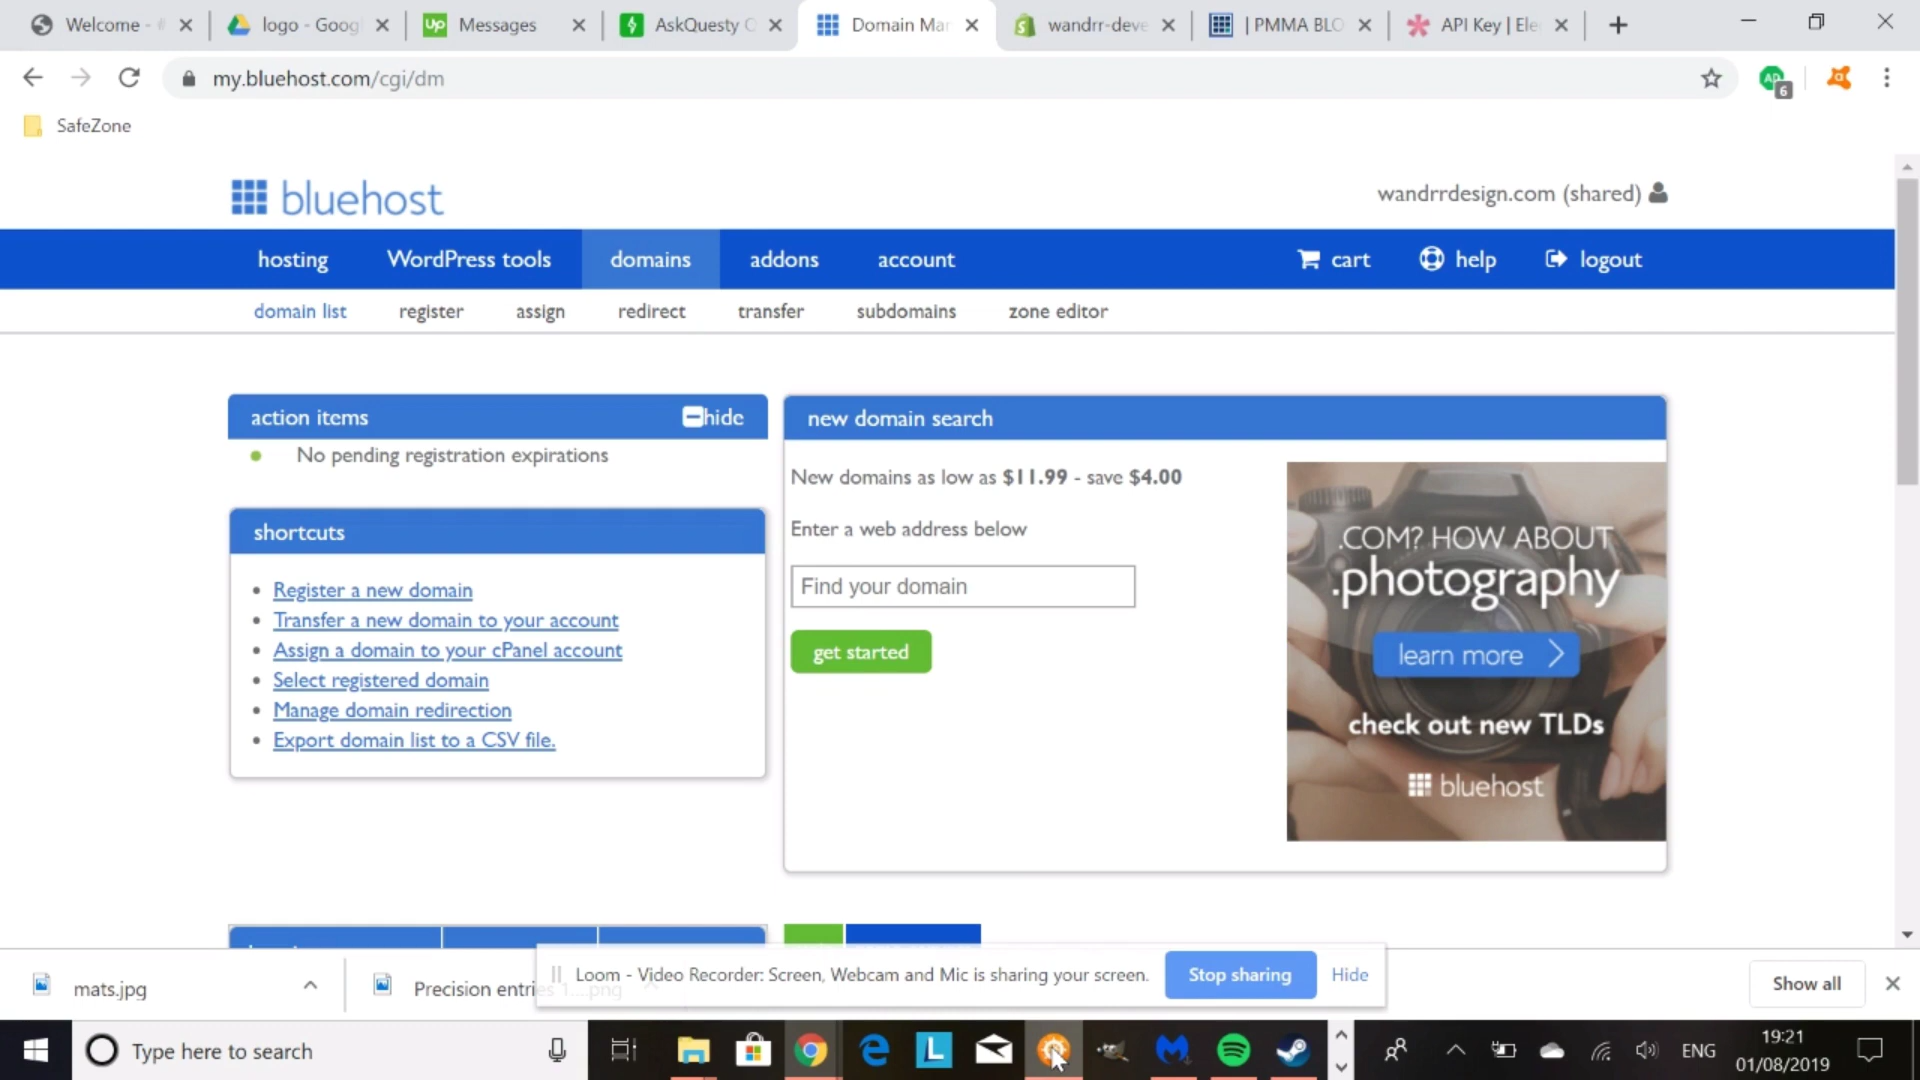 Welcome -
logo - Goog
Up Messages
AskQuesty
Domain Mar
wandrr-deve
| PMMA BLO
API Key | Ele
my.bluehost.com/cgi/dm
6
SafeZone
bluehost
wandrrdesign.com (shared)
hosting
WordPress tools
domains
addons
account
cart
help
logout
domain list
register
assign
redirect
transfer
subdomains
zone editor
action items
hide
No pending registration expirations
shortcuts
Register a new domain
Transfer a new domain to your account
Assign a domain to your cPanel account
Select registered domain
Manage domain redirection
Export domain list to a CSV file.
new domain search
New domains as low as $11.99 - save $4.00
Enter a web address below
Find your domain
get started
.COM? HOW ABOUT
.photography
learn more
check out new TLDs
bluehost
mats.jpg
Precision entri
Loom - Video Recorder: Screen, Webcam and Mic is sharing your screen.
Stop sharing
Hide
Show all
Type here to search
ENG
19:21
01/08/2019